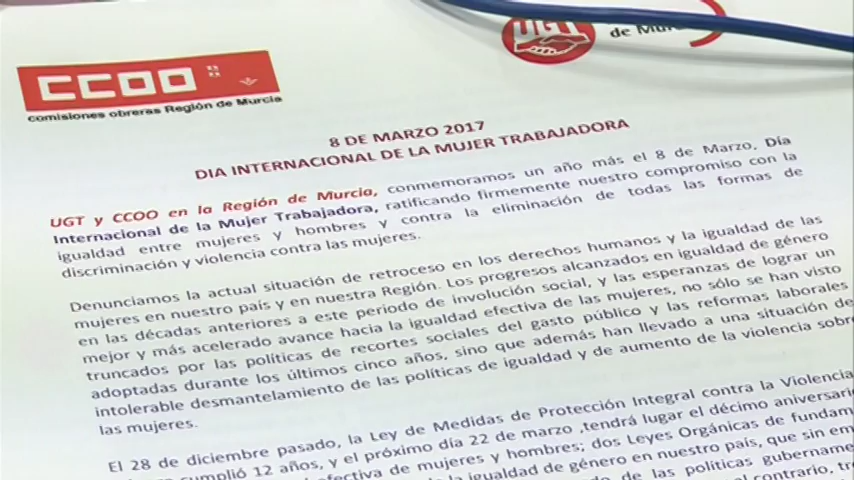 CCOO
comisiones obreras Región de Murcia
UGT
de
8 DE MARZO 2017
DIA INTERNACIONAL DE LA MUJER TRABAJADORA
UGT y CCOO en la Región de Murcia, conmemoramos un año más el 8 de Marzo, Día
Internacional de la Mujer Trabajadora, ratificando firmemente nuestro compromiso con la
igualdad entre mujeres y hombres y contra la eliminación de todas las formas de
discriminación y violencia contra las mujeres.
Denunciamos la actual situación de retroceso en los derechos humanos y la igualdad de las
mujeres en nuestro país y en nuestra Región. Los progresos alcanzados en igualdad de género
en las décadas anteriores a este periodo de involución social, y las esperanzas de lograr un
mejor y más acelerado avance hacia la igualdad efectiva de las mujeres, no sólo se han visto
truncados por las políticas de recortes sociales del gasto público y las reformas laborales
adoptadas durante los últimos cinco años, sino que además han llevado a una situación de
intolerable desmantelamiento de las políticas de igualdad y de aumento de la violencia sobre
las mujeres.
El 28 de diciembre pasado, la Ley de Medidas de Protección Integral contra la Violencia
cumplió 12 años, y el próximo día 22 de marzo ,tendrá lugar el décimo
efectiva de mujeres y hombres; dos Leyes Orgánicas de
la igualdad de género en nuestro país, que sin
de las políticas
contrario,